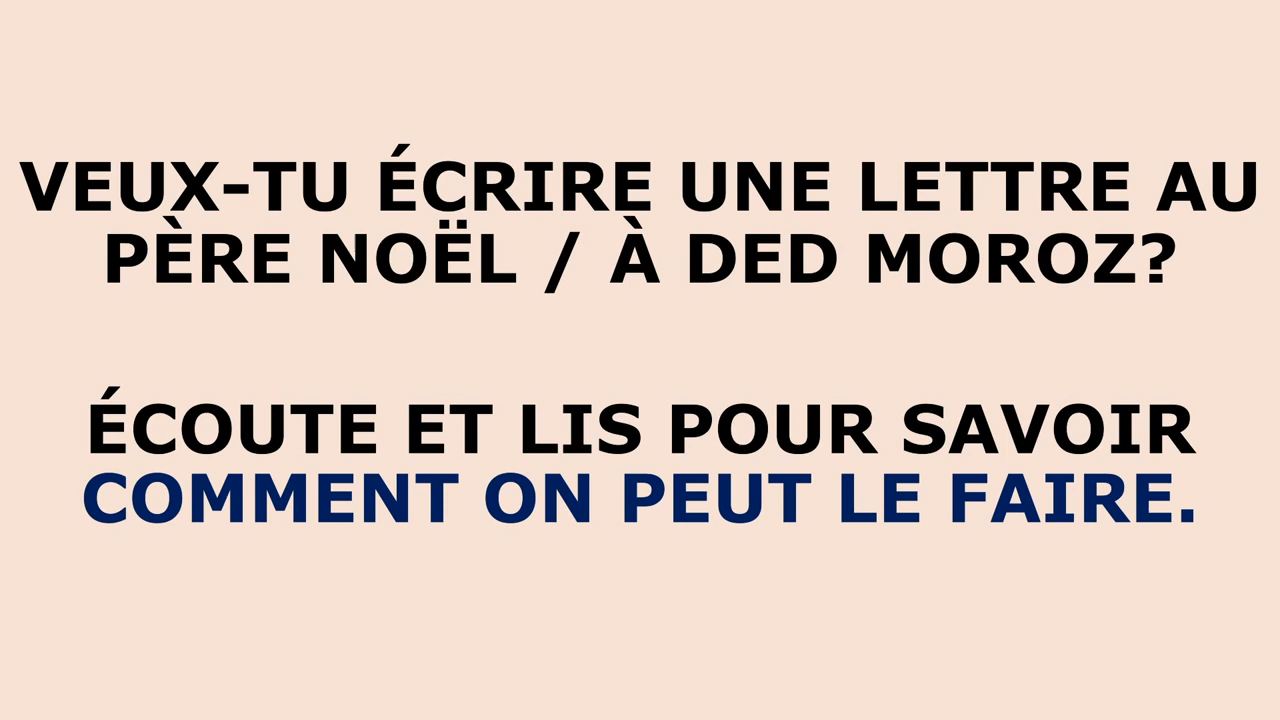 VEUX-TU ÉCRIRE UNE LETTRE AU
PÈRE NOËL / À DED MOROZ?
ÉCOUTE ET LIS POUR SAVOIR
COMMENT ON PEUT LE FAIRE.